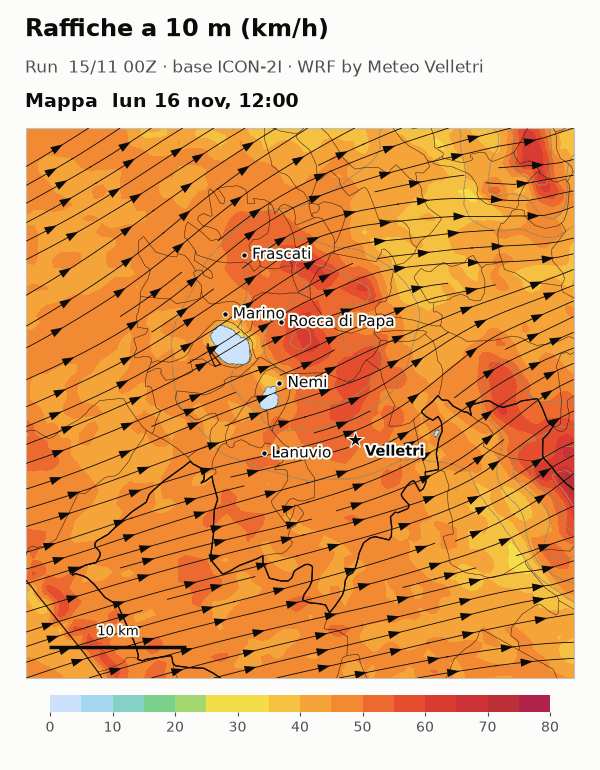 Raffiche a 10 m (km/h)
Run 15/11 00Z · base ICON-2I · WRF by Meteo Velletri
Mappa lun 16 nov, 12:00
Frascati
Marino
Rocca di Papa
Nemi
Velletri
Lanuvio
10 km
0 10 20 30 40 50 60 70 80